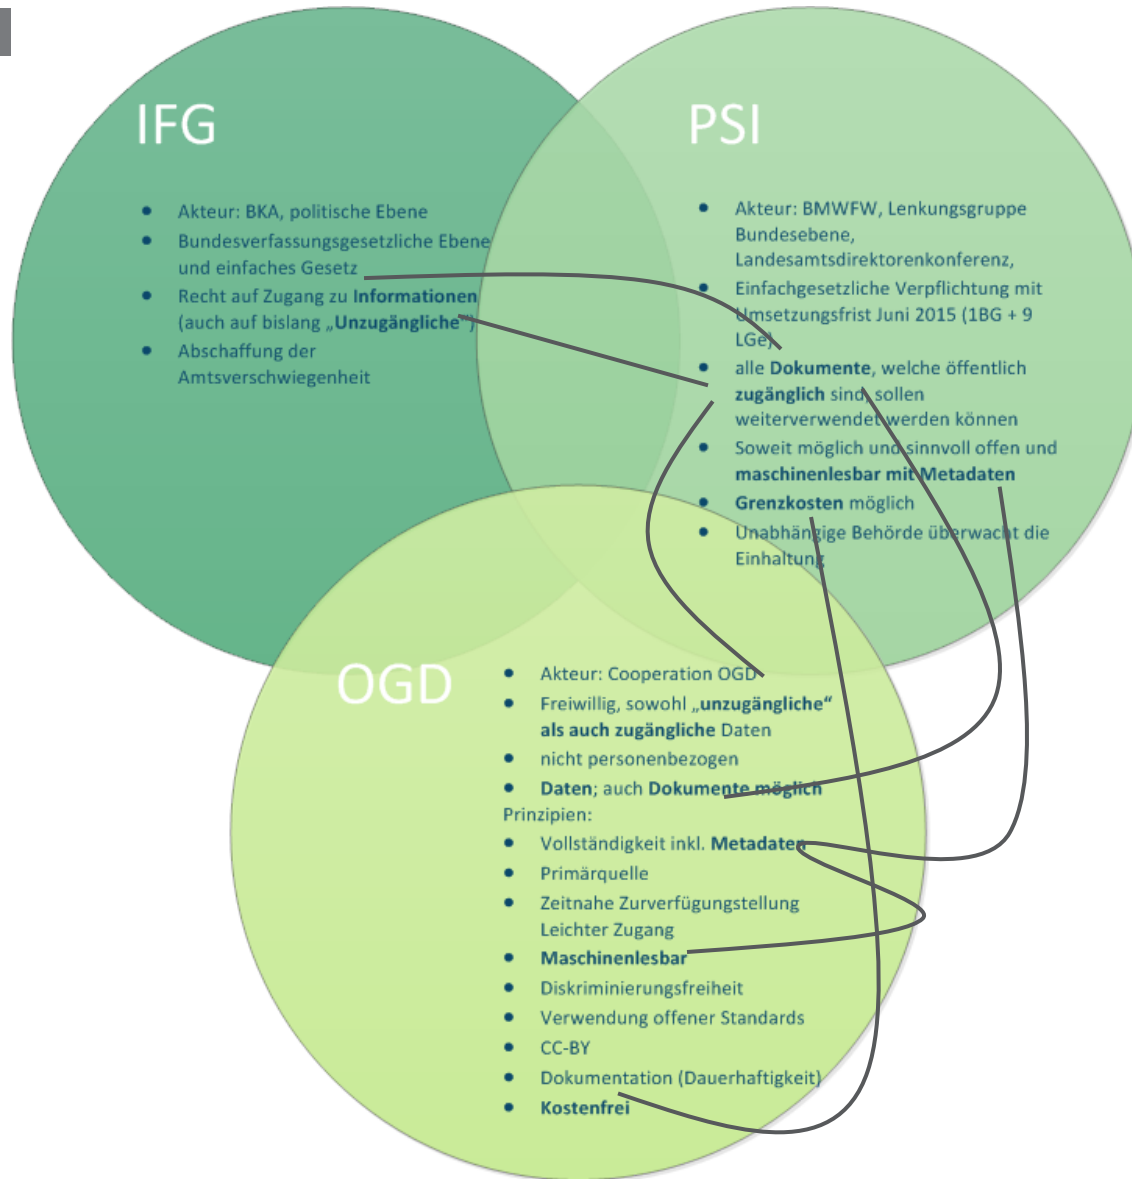 IFG
Akteur: BKA, politische Ebene
Bundesverfassungsgesetzliche Ebene
und einfaches Gesetz
Recht auf Zugang zu Informationen
(auch auf bislang „Unzugängliche“)
Abschaffung der
Amtsverschwiegenheit
PSI
Akteur: BMWFW, Lenkungsgruppe
Bundesebene,
Landesamtsdirektorenkonferenz,
Einfachgesetzliche Verpflichtung mit
Umsetzungsfrist Juni 2015 (1BG + 9
LGe)
alle Dokumente, welche öffentlich
zugänglich sind, sollen
weiterverwendet werden können
Soweit möglich und sinnvoll offen und
maschinenlesbar mit Metadaten
Grenzkosten möglich
Unabhängige Behörde überwacht die
Einhaltung
OGD
Akteur: Cooperation OGD
Freiwillig, sowohl „unzugängliche“
als auch zugängliche Daten
nicht personenbezogen
Daten; auch Dokumente möglich
Prinzipien:
Vollständigkeit inkl. Metadaten
Primärquelle
Zeitnahe Zurverfügungstellung
Leichter Zugang
Maschinenlesbar
Diskriminierungsfreiheit
Verwendung offener Standards
CC-BY
Dokumentation (Dauerhaftigkeit)
Kostenfrei